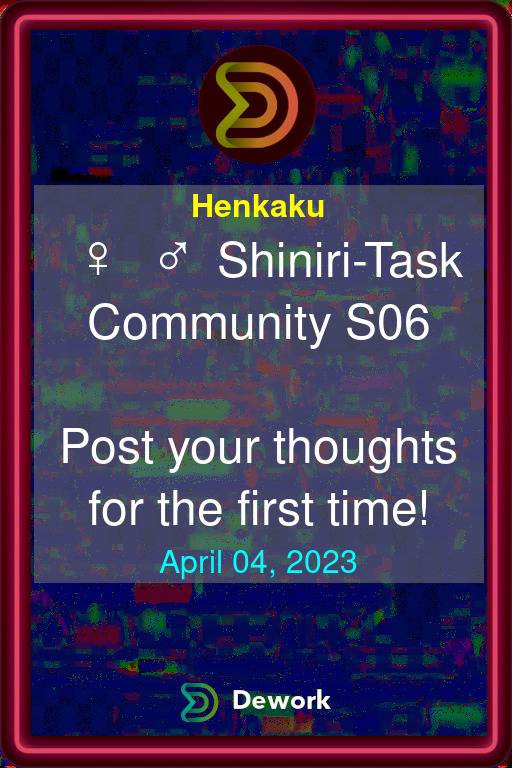 Henkaku
♀ ♂ Shiniri-Task
Community S06
Post your thoughts
for the first time!
April 04, 2023
Dework